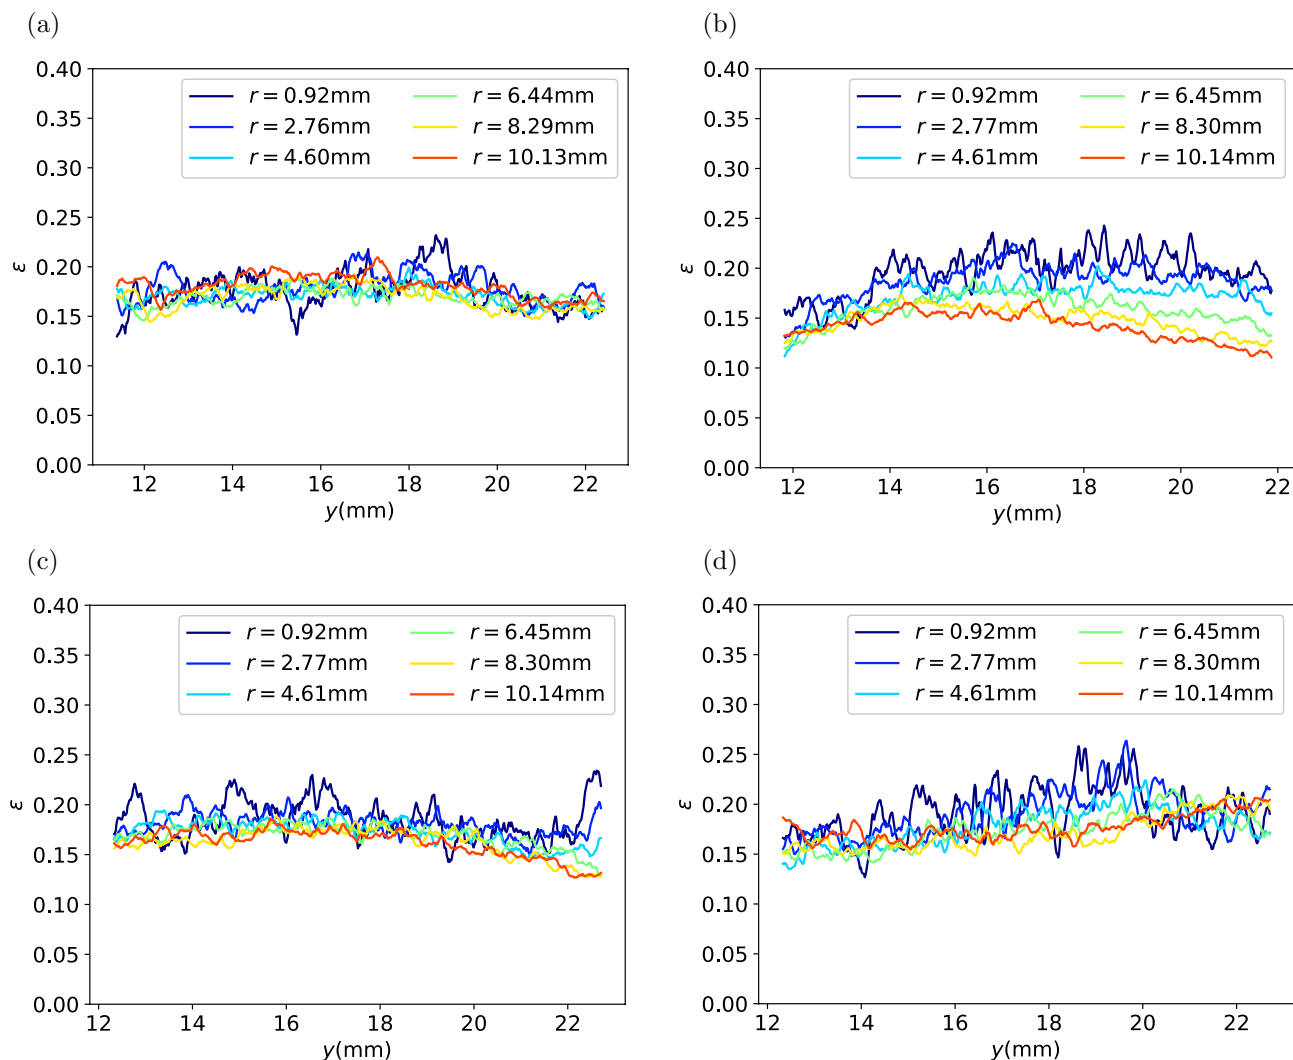 (a)
0.40
0.35
0.30
0.25
0.20
0.15
0.10
0.05
0.00
ε
r = 0.92mm
r = 2.76mm
r = 4.60mm
r = 6.44mm
r = 8.29mm
r = 10.13mm
12 14 16 18 20 22
y(mm)
(b)
0.40
0.35
0.30
0.25
0.20
0.15
0.10
0.05
0.00
ε
r = 0.92mm
r = 2.77mm
r = 4.61mm
r = 6.45mm
r = 8.30mm
r = 10.14mm
12 14 16 18 20 22
y(mm)
(c)
0.40
0.35
0.30
0.25
0.20
0.15
0.10
0.05
0.00
ε
r = 0.92mm
r = 2.77mm
r = 4.61mm
r = 6.45mm
r = 8.30mm
r = 10.14mm
12 14 16 18 20 22
y(mm)
(d)
0.40
0.35
0.30
0.25
0.20
0.15
0.10
0.05
0.00
ε
r = 0.92mm
r = 2.77mm
r = 4.61mm
r = 6.45mm
r = 8.30mm
r = 10.14mm
12 14 16 18 20 22
y(mm)